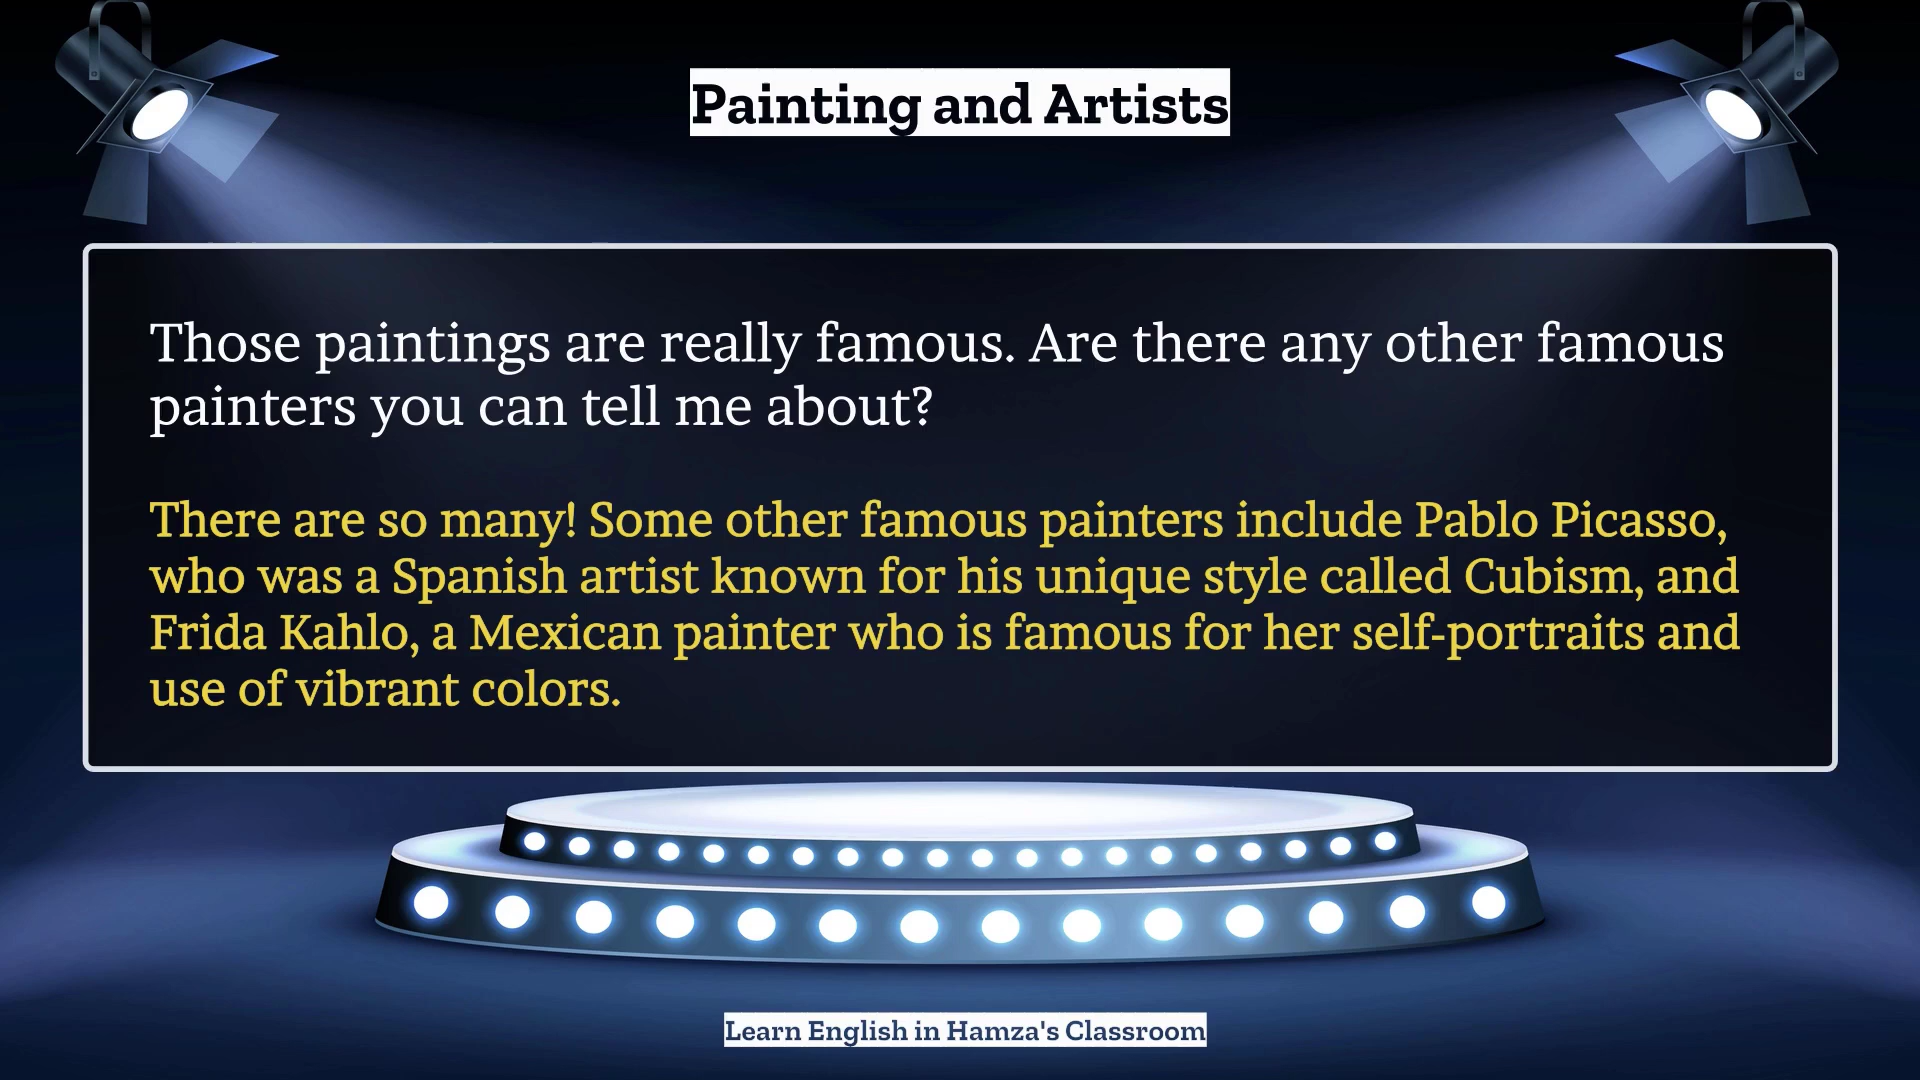 Painting and Artists
Those paintings are really famous. Are there any other famous
painters you can tell me about?
There are so many! Some other famous painters include Pablo Picasso,
who was a Spanish artist known for his unique style called Cubism, and
Frida Kahlo, a Mexican painter who is famous for her self-portraits and
use of vibrant colors.
Learn English in Hamza's Classroom